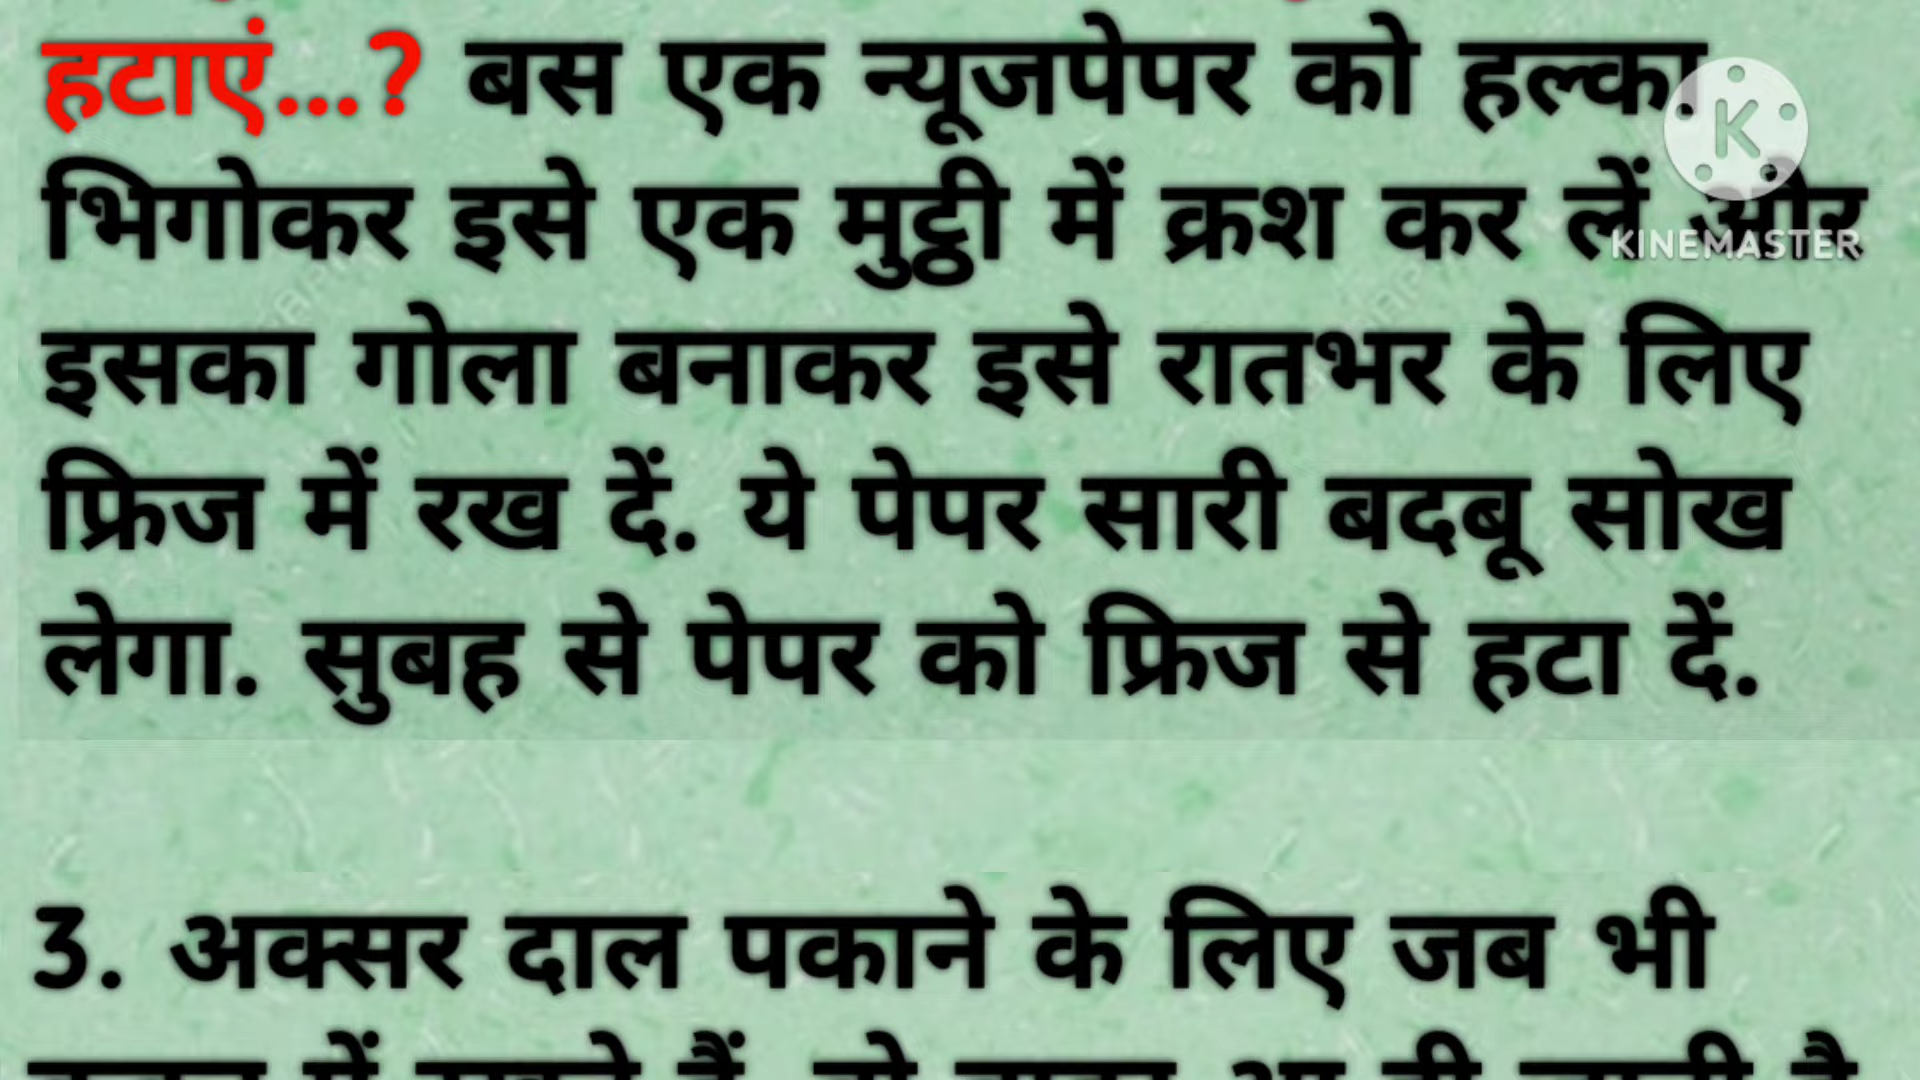 हटाएं...? बस एक न्यूजपेपर को हल्का
भिगोकर इसे एक मुट्ठी में क्रश कर लें और
इसका गोला बनाकर इसे रातभर के लिए
फ्रिज में रख दें. ये पेपर सारी बदबू सोख
लेगा. सुबह से पेपर को फ्रिज से हटा दें.
3. अक्सर दाल पकाने के लिए जब भी
K
KINEMASTER